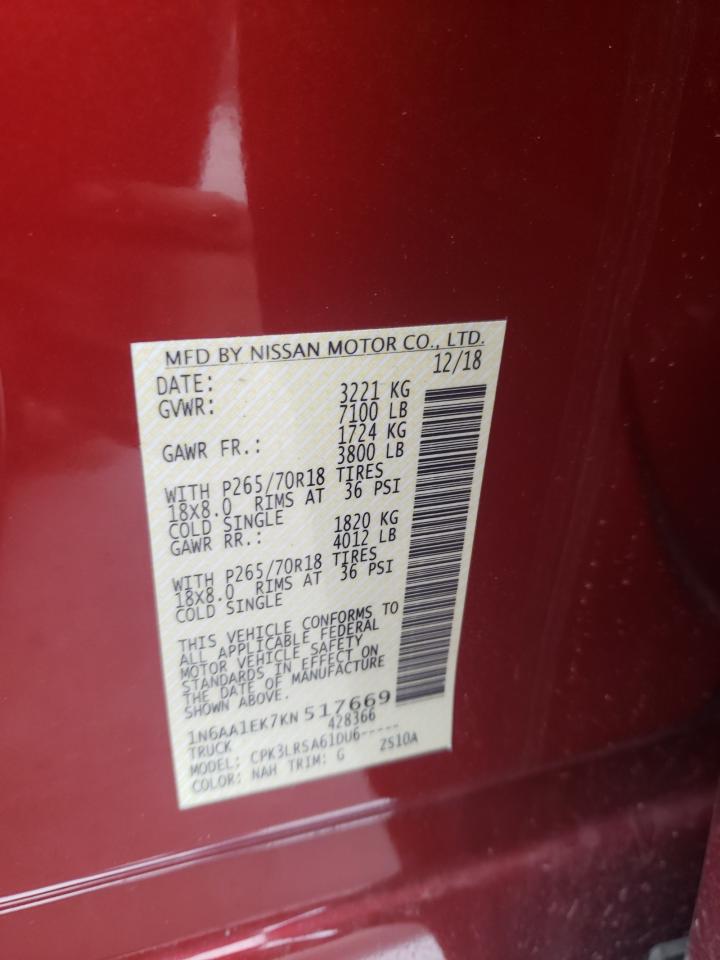 MFD BY NISSAN MOTOR CO., LTD.
DATE: 12/18
GVWR: 3221 KG
7100 LB
GAWR FR.: 1724 KG
3800 LB
WITH P265/70R18 TIRES
18X8.0 RIMS AT 36 PSI
COLD SINGLE
GAWR RR.: 1820 KG
4012 LB
WITH P265/70R18 TIRES
18X8.0 RIMS AT 36 PSI
COLD SINGLE
THIS VEHICLE CONFORMS TO
ALL APPLICABLE FEDERAL
MOTOR VEHICLE SAFETY
STANDARDS IN EFFECT ON
THE DATE OF MANUFACTURE
SHOWN ABOVE.
1N6AA1EK7KN517669
TRUCK 428366
MODEL: CPK3LRSA61DU6-----
COLOR: NAH TRIM: G ZS10A